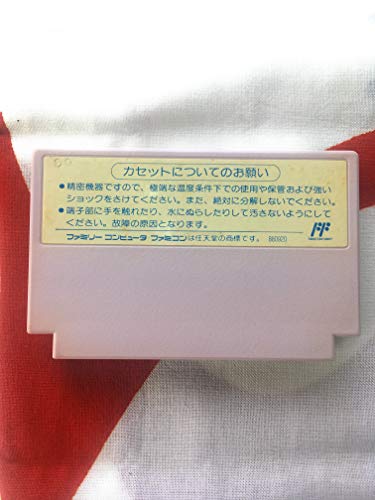 カセットについてのお願い
●精密機器ですので、極端な温度条件下での使用や保管および強い
ショックをさけてください。また、絶対に分解しないでください。
●端子部に手を触れたり、水にぬらしたりして汚さないようにして
ください。故障の原因となります。
ファミリーコンピュータ ファミコンは任天堂の商標です。
FF